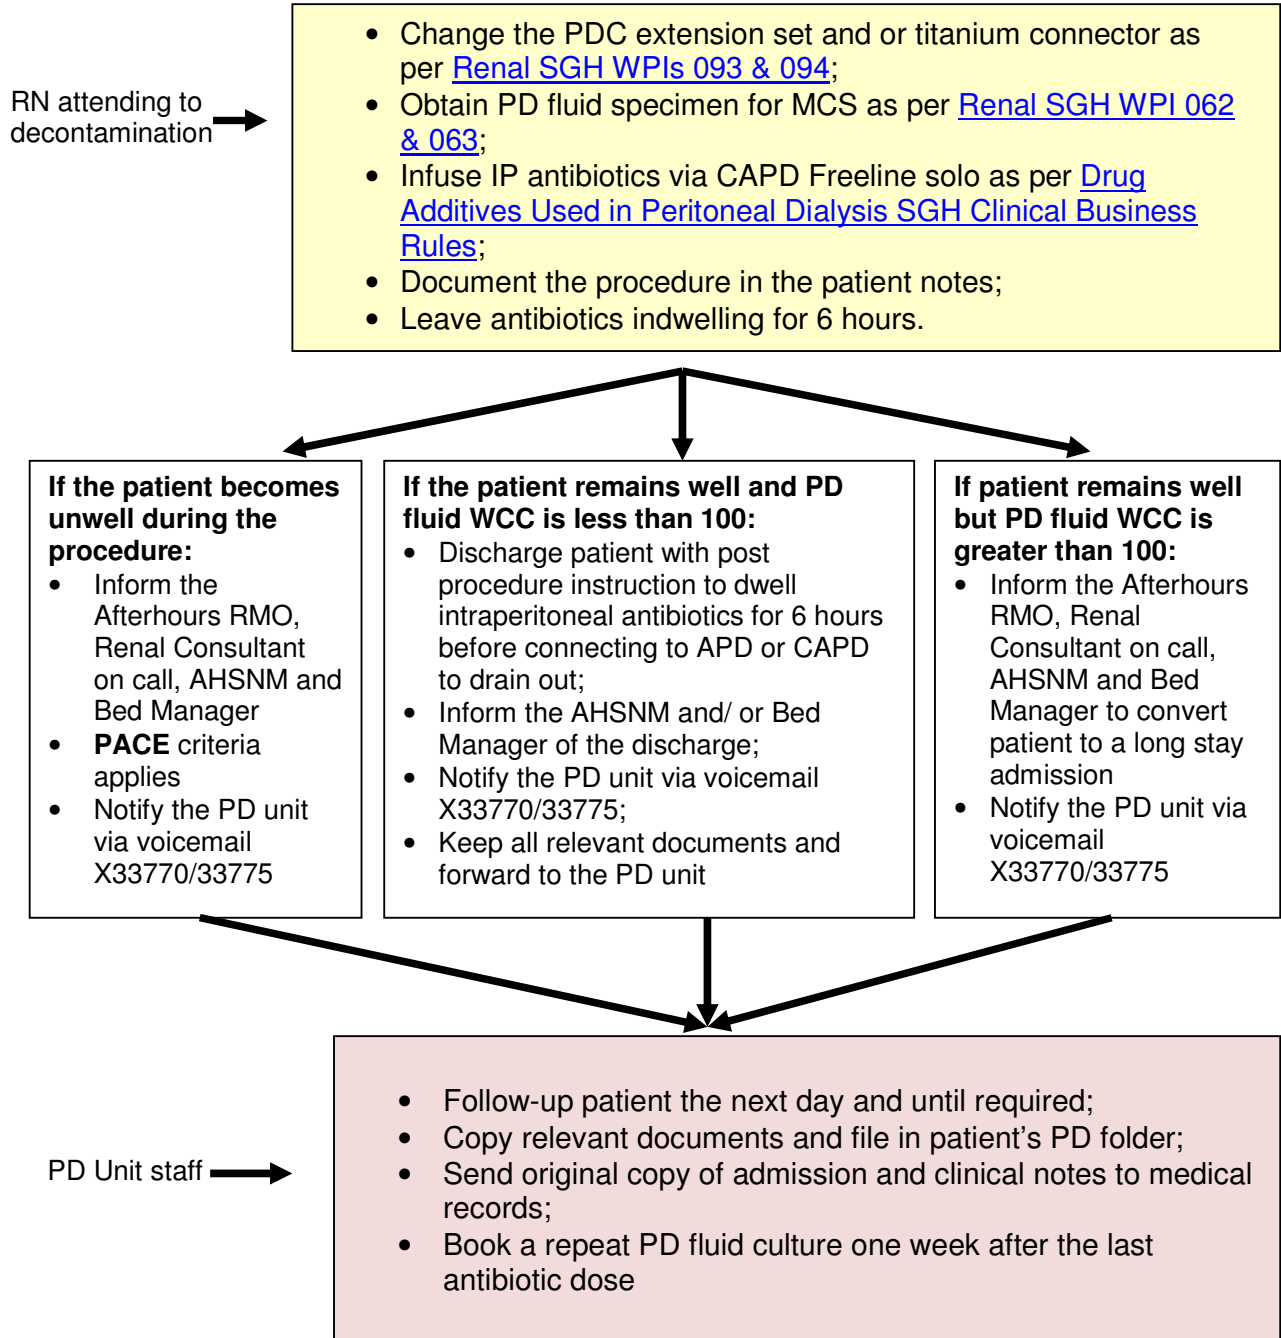 RN attending to
decontamination
• Change the PDC extension set and or titanium connector as
per Renal SGH WPIs 093 & 094;
• Obtain PD fluid specimen for MCS as per Renal SGH WPI 062
& 063;
• Infuse IP antibiotics via CAPD Freeline solo as per Drug
Additives Used in Peritoneal Dialysis SGH Clinical Business
Rules;
• Document the procedure in the patient notes;
• Leave antibiotics indwelling for 6 hours.
If the patient becomes
unwell during the
procedure:
• Inform the
Afterhours RMO,
Renal Consultant
on call, AHSNM and
Bed Manager
• PACE criteria
applies
• Notify the PD unit
via voicemail
X33770/33775
If the patient remains well and PD
fluid WCC is less than 100:
• Discharge patient with post
procedure instruction to dwell
intraperitoneal antibiotics for 6 hours
before connecting to APD or CAPD
to drain out;
• Inform the AHSNM and/ or Bed
Manager of the discharge;
• Notify the PD unit via voicemail
X33770/33775;
• Keep all relevant documents and
forward to the PD unit
If patient remains well
but PD fluid WCC is
greater than 100:
• Inform the Afterhours
RMO, Renal
Consultant on call,
AHSNM and Bed
Manager to convert
patient to a long stay
admission
• Notify the PD unit via
voicemail
X33770/33775
PD Unit staff
• Follow-up patient the next day and until required;
• Copy relevant documents and file in patient's PD folder;
• Send original copy of admission and clinical notes to medical
records;
• Book a repeat PD fluid culture one week after the last
antibiotic dose